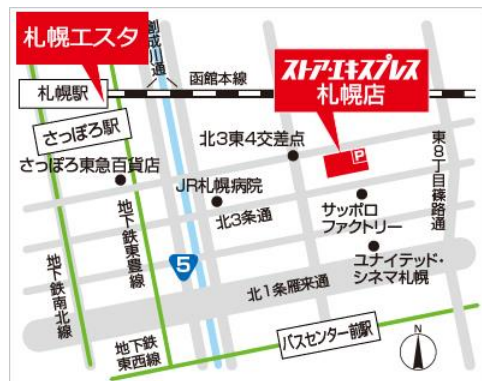 札幌エスタ
創成川通
函館本線
ストア・エキスプレス
札幌店
札幌駅
さっぽろ駅
北3東4交差点
P
東8丁目篠路通
さっぽろ東急百貨店
JR札幌病院
北3条通
サッポロ
ファクトリー
地下鉄東豊線
5
ユナイテッド・
シネマ札幌
地下鉄南北線
北1条雁来通
地下鉄
東西線
バスセンター前駅
N